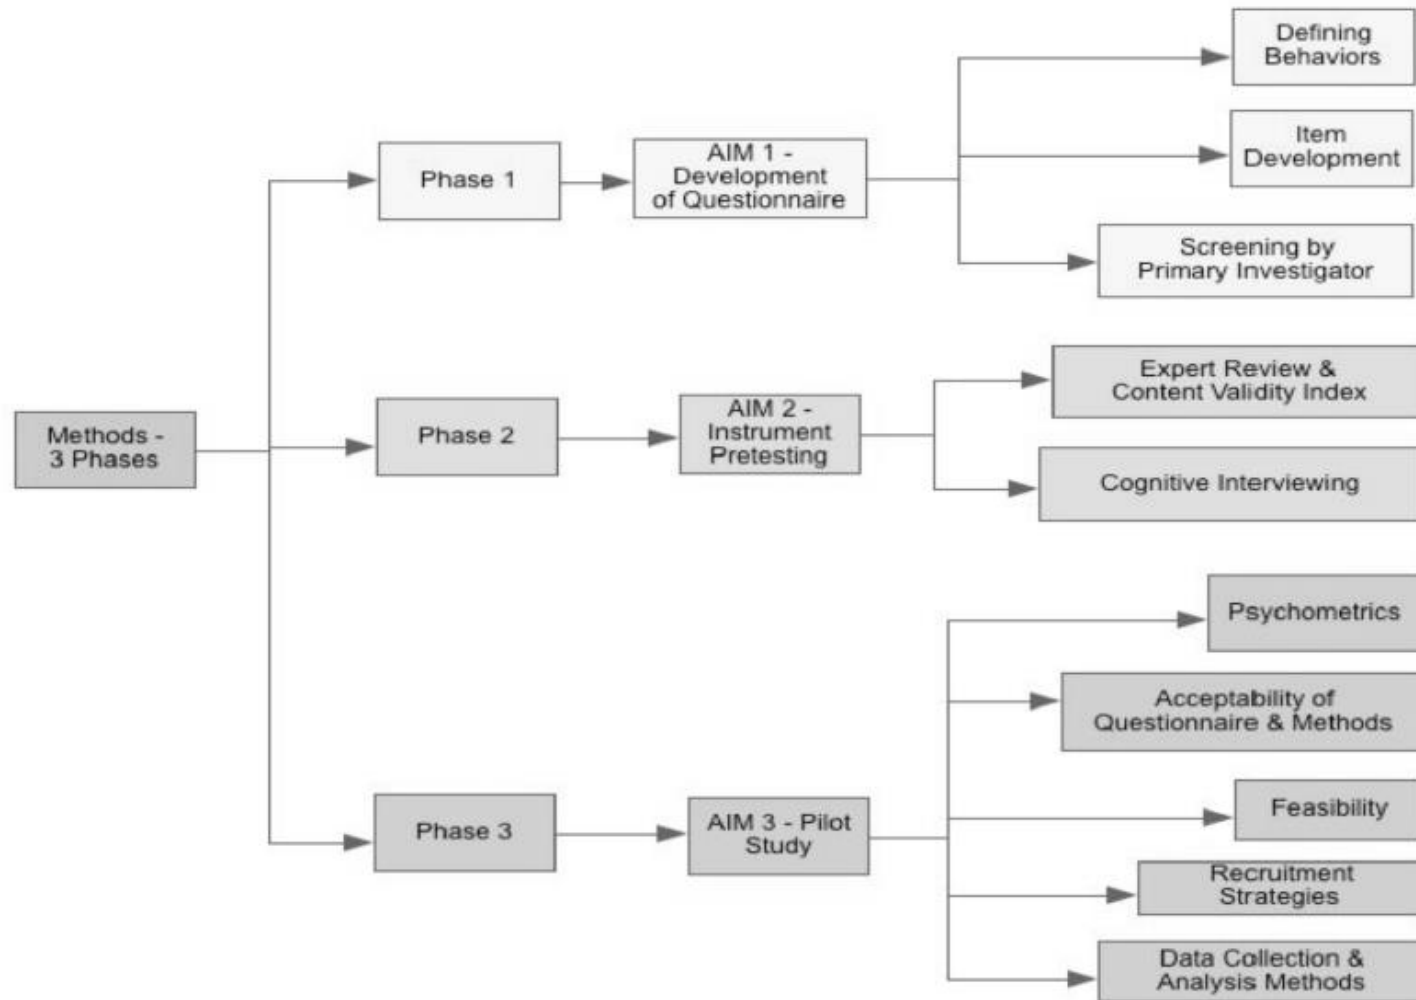 Defining
Behaviors
Item
Development
Phase 1
AIM 1 -
Development
of Questionnaire
Screening by
Primary Investigator
Methods -
3 Phases
Phase 2
AIM 2 -
Instrument
Pretesting
Expert Review &
Content Validity Index
Cognitive Interviewing
Phase 3
AIM 3 - Pilot
Study
Psychometrics
Acceptability of
Questionnaire & Methods
Feasibility
Recruitment
Strategies
Data Collection &
Analysis Methods